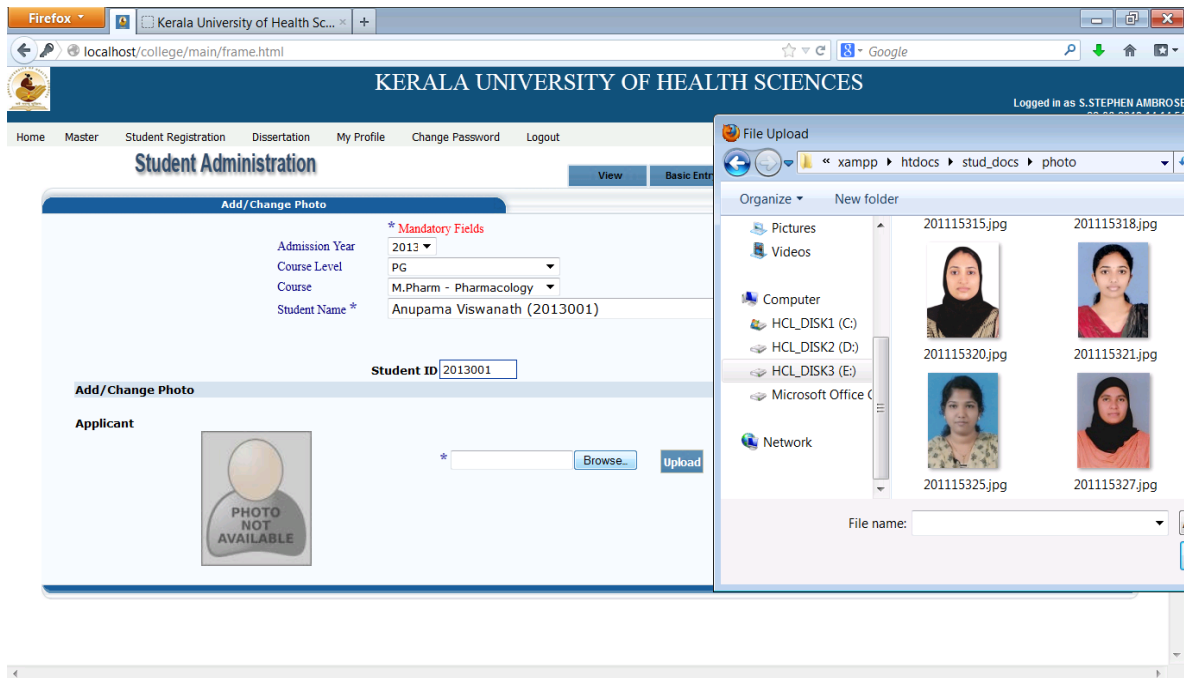 Firefox
Kerala University of Health Sc... × +
localhost/college/main/frame.html
Google
KERALA UNIVERSITY OF HEALTH SCIENCES
Logged in as S.STEPHEN AMBROSE
Home Master Student Registration Dissertation My Profile Change Password Logout
Student Administration
View Basic Entr
Add/Change Photo
* Mandatory Fields
Admission Year 2013
Course Level PG
Course M.Pharm - Pharmacology
Student Name * Anupama Viswanath (2013001)
Student ID 2013001
Add/Change Photo
Applicant
PHOTO
NOT
AVAILABLE
* Browse... Upload
File Upload
« xampp htdocs stud_docs photo
Organize New folder
Pictures
Videos
Computer
HCL_DISK1 (C:)
HCL_DISK2 (D:)
HCL_DISK3 (E:)
Microsoft Office C
Network
201115315.jpg 201115318.jpg
201115320.jpg 201115321.jpg
201115325.jpg 201115327.jpg
File name: